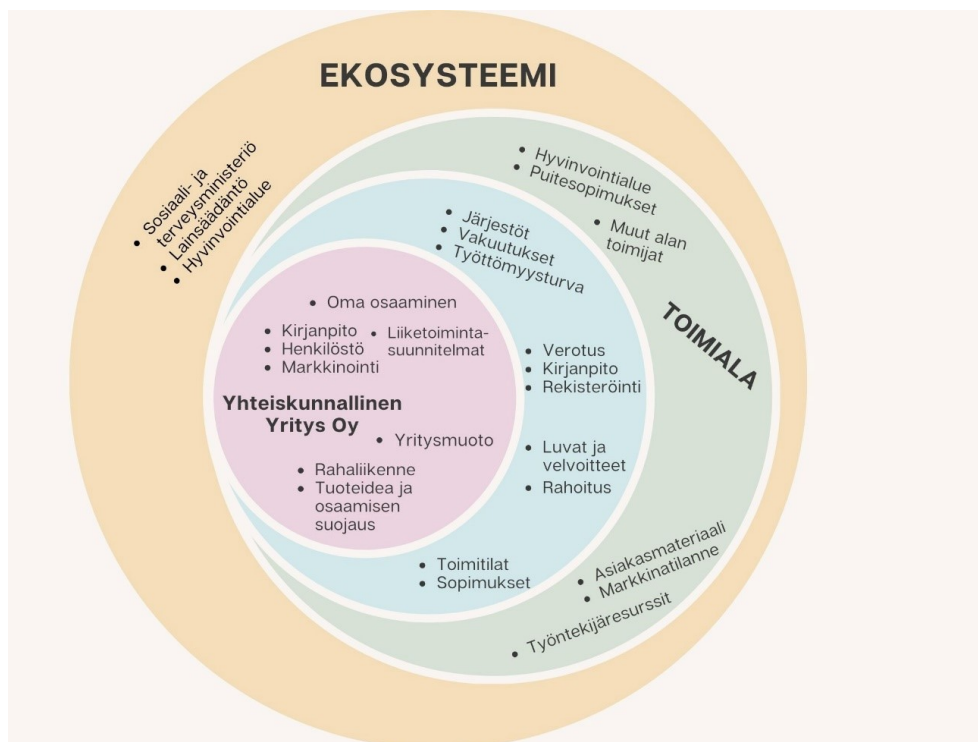 EKOSYSTEEMI
• Sosiaali- ja
terveysministeriö
• Lainsäädäntö
• Hyvinvointialue
• Hyvinvointialue
• Puitesopimukset
• Muut alan
toimijat
TOIMIALA
• Järjestöt
• Vakuutukset
• Työttömyysturva
• Oma osaaminen
• Kirjanpito
• Henkilöstö
• Markkinointi
• Liiketoiminta-
suunnitelmat
Yhteiskunnallinen
Yritys Oy
• Yritysmuoto
• Rahaliikenne
• Tuoteidea ja
osaamisen
suojaus
• Verotus
• Kirjanpito
• Rekisteröinti
• Luvat ja
velvoitteet
• Rahoitus
• Toimitilat
• Sopimukset
• Asiakasmateriaali
• Markkinatilanne
• Työntekijäresurssit